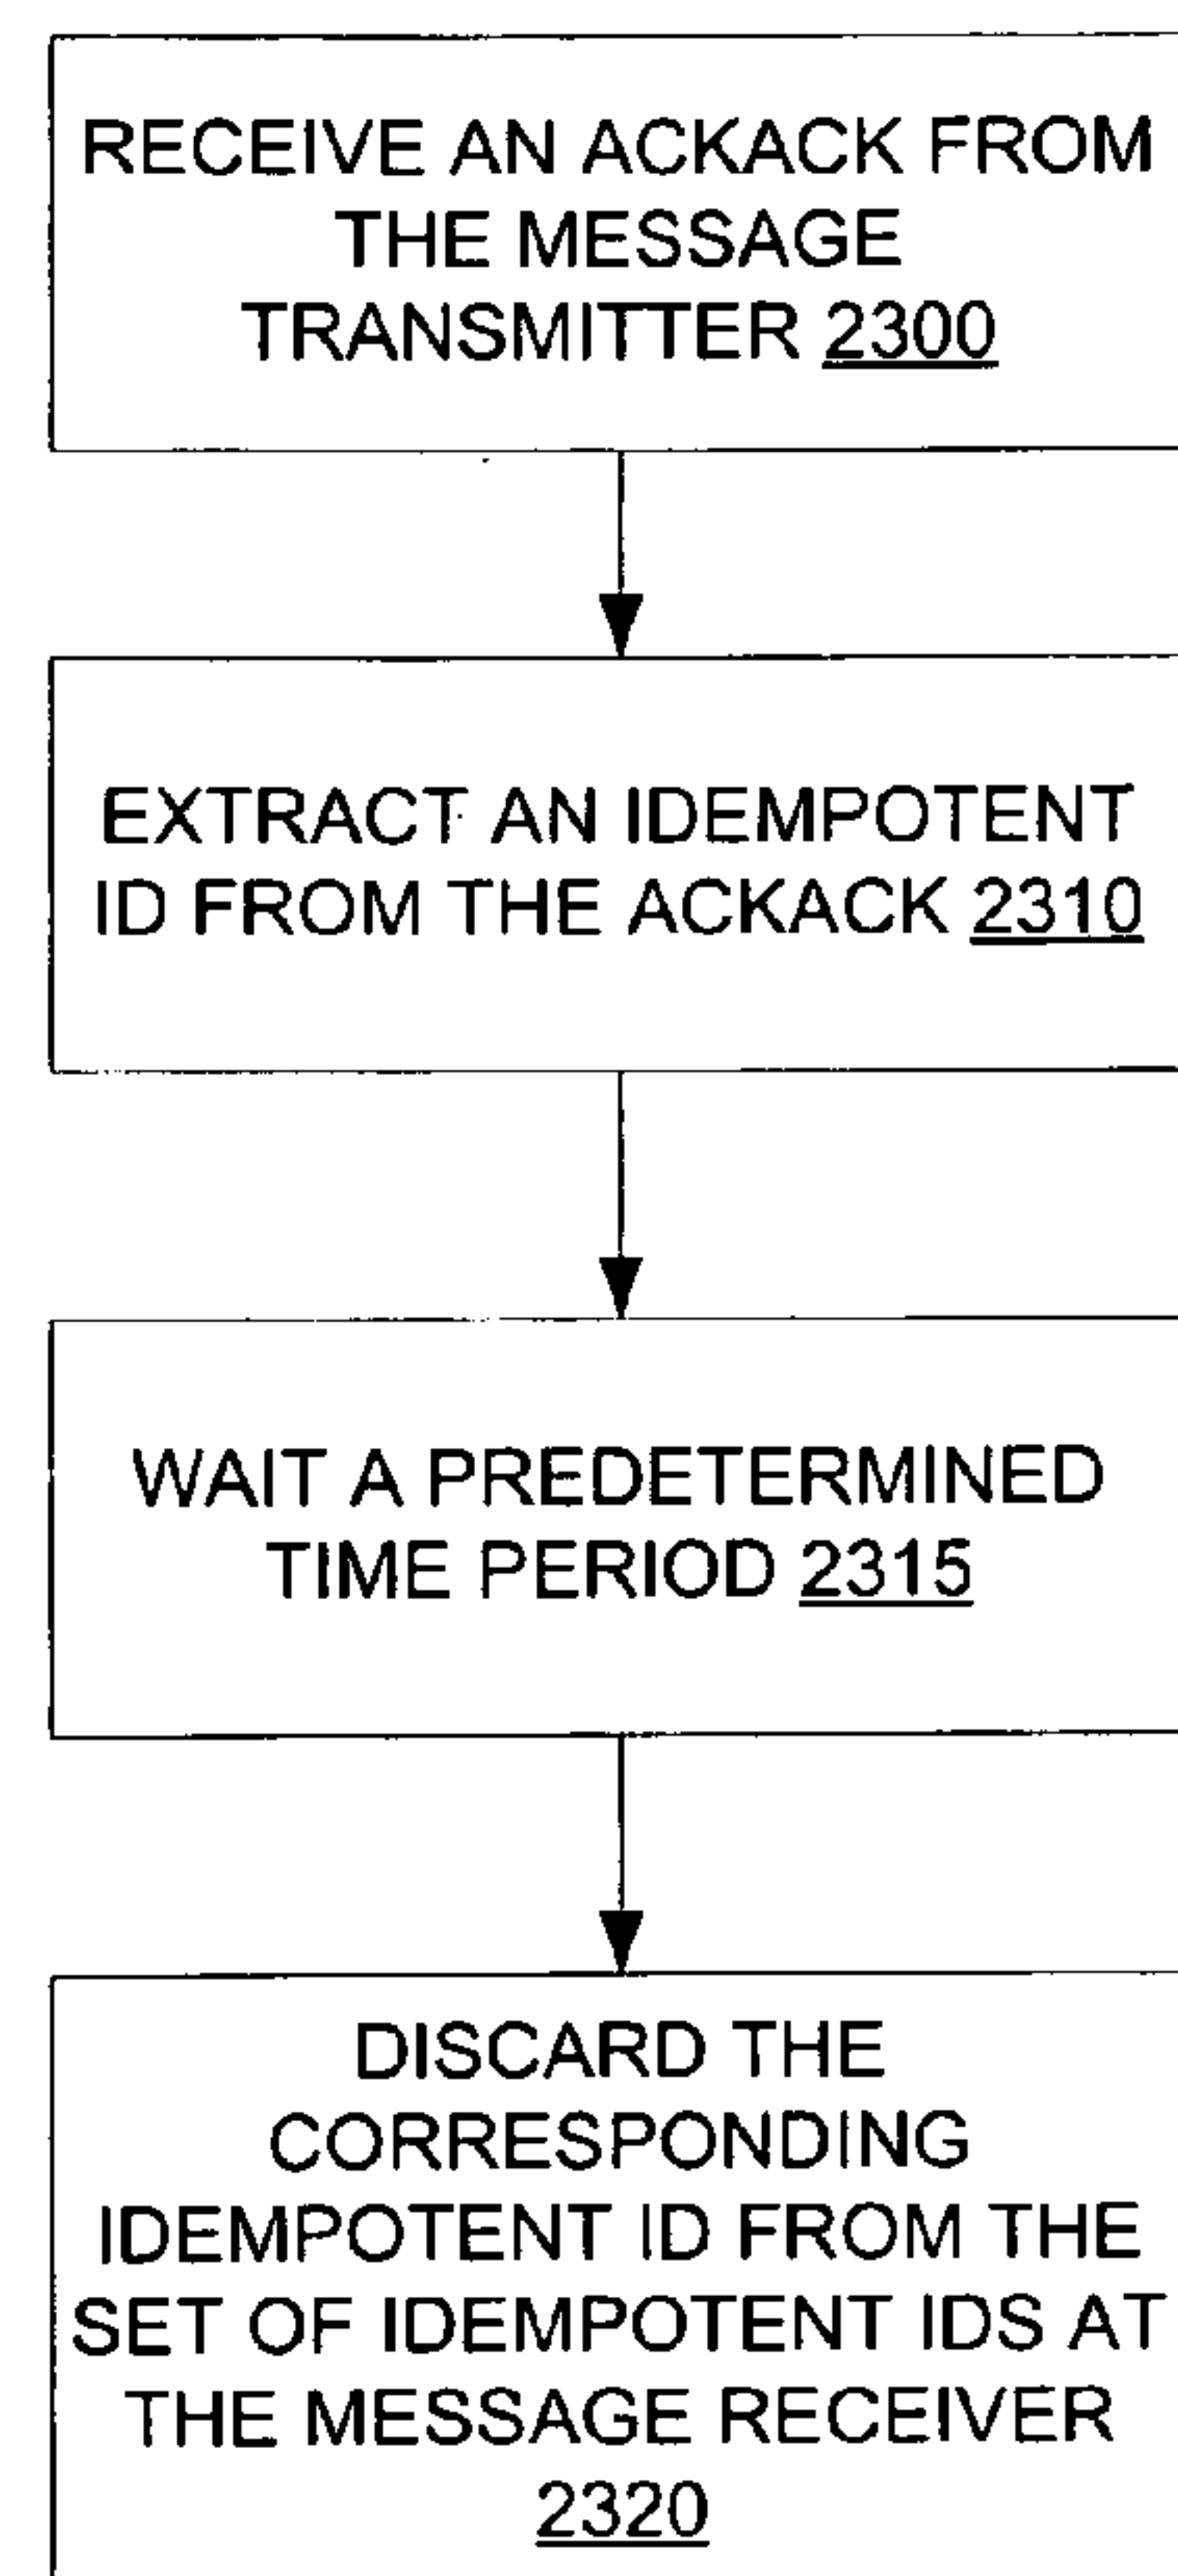 RECEIVE AN ACKACK FROM
THE MESSAGE
TRANSMITTER 2300
EXTRACT AN IDEMPOTENT
ID FROM THE ACKACK 2310
WAIT A PREDETERMINED
TIME PERIOD 2315
DISCARD THE
CORRESPONDING
IDEMPOTENT ID FROM THE
SET OF IDEMPOTENT IDS AT
THE MESSAGE RECEIVER
2320